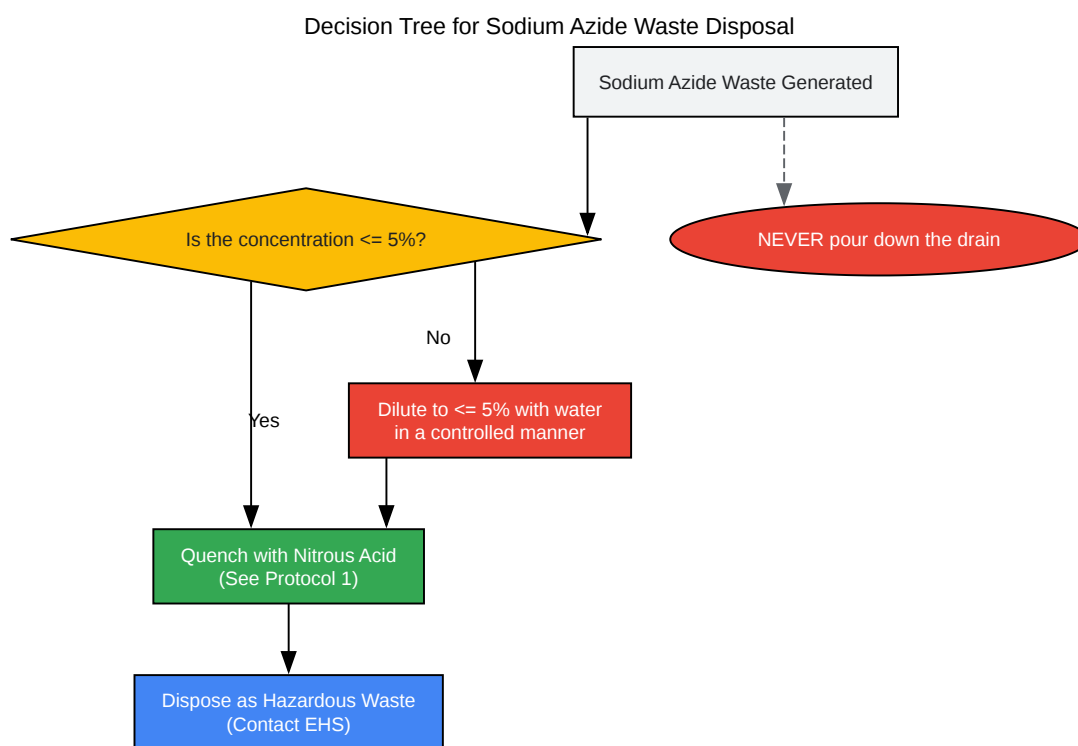 Decision Tree for Sodium Azide Waste Disposal
Sodium Azide Waste Generated
Is the concentration <= 5%?
NEVER pour down the drain
No
Dilute to <= 5% with water
in a controlled manner
Yes
Quench with Nitrous Acid
(See Protocol 1)
Dispose as Hazardous Waste
(Contact EHS)